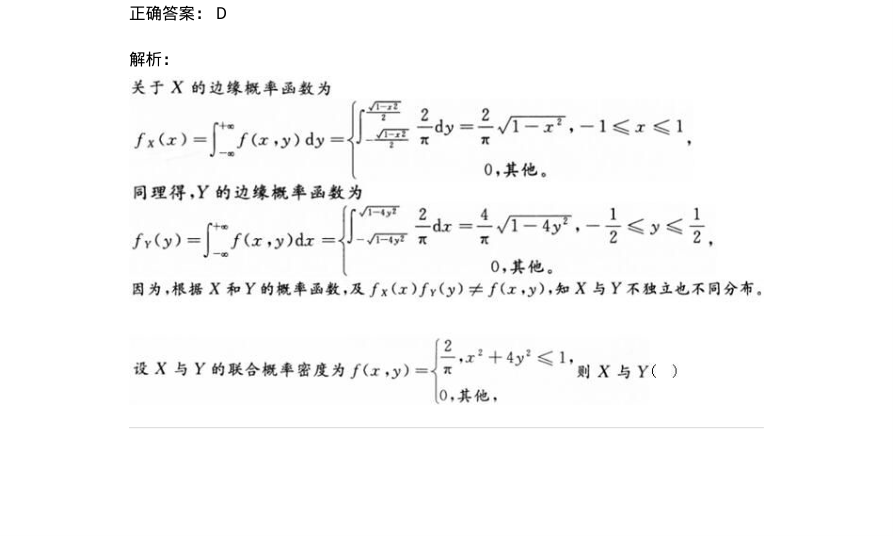 正确答案： D
解析：
关于 X 的边缘概率函数为
f_X(x)=∫_{-∞}^{+∞} f(x,y)dy={∫_{-√(1-x²)/2}^{√(1-x²)/2} 2/π dy=2/π √(1-x²),-1≤x≤1,
0,其他。
同理得,Y 的边缘概率函数为
f_Y(y)=∫_{-∞}^{+∞} f(x,y)dx={∫_{-√(1-4y²)}^{√(1-4y²)} 2/π dx=4/π √(1-4y²),-1/2≤y≤1/2,
0,其他。
因为,根据 X 和 Y 的概率函数,及 f_X(x)f_Y(y)≠f(x,y),知 X 与 Y 不独立也不同分布。
设 X 与 Y 的联合概率密度为 f(x,y)={2/π,x²+4y²≤1, 则 X 与 Y( )
0,其他,